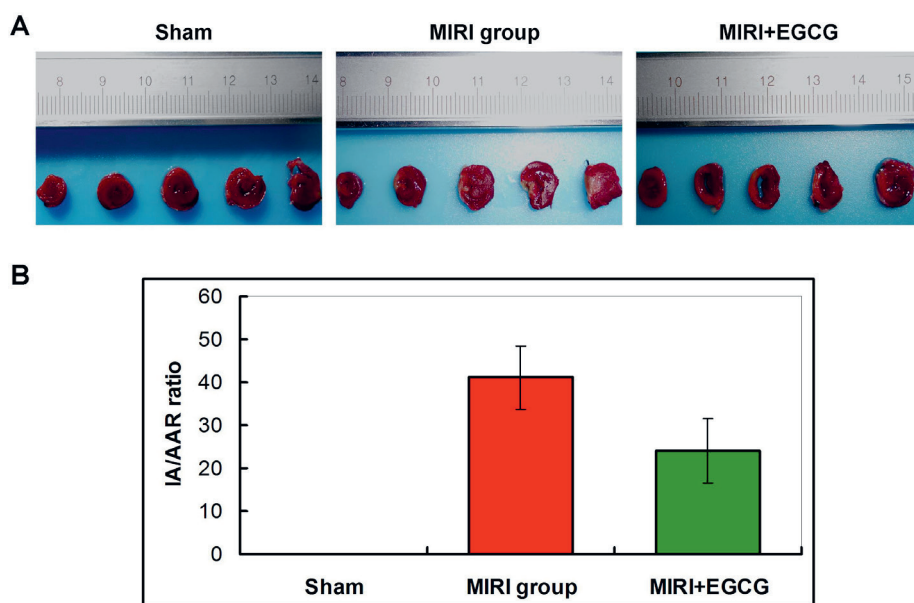 A
Sham
MIRI group
MIRI+EGCG
8 9 10 11 12 13 14
8 9 10 11 12 13 14
10 11 12 13 14 15
B
60
50
40
30
20
10
0
IA/AAR ratio
Sham
MIRI group
MIRI+EGCG